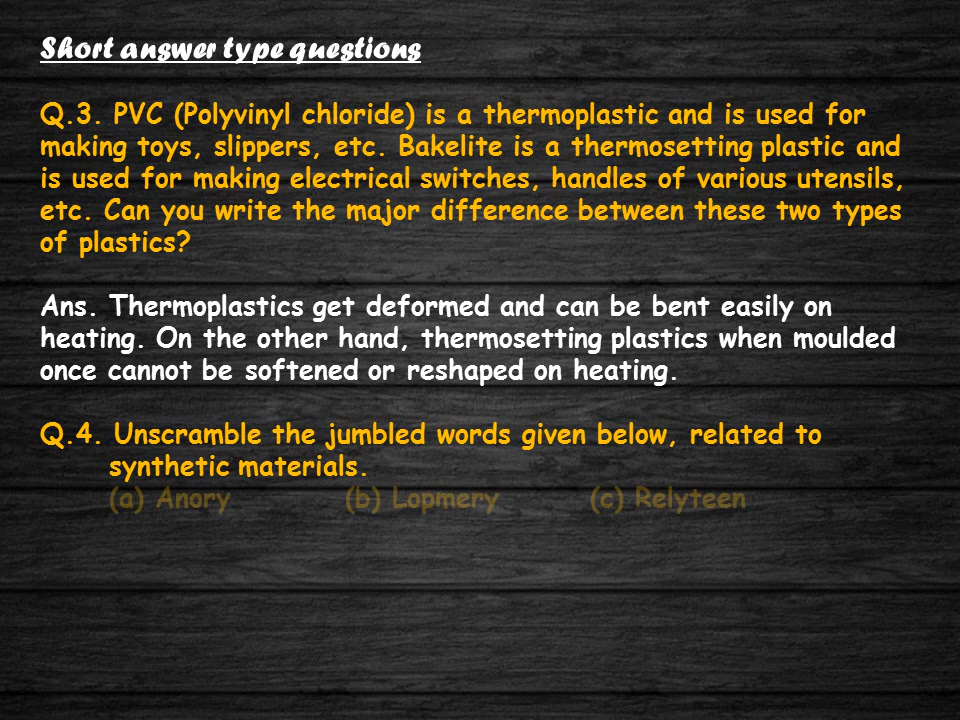 Short answer type questions
Q.3. PVC (Polyvinyl chloride) is a thermoplastic and is used for
making toys, slippers, etc. Bakelite is a thermosetting plastic and
is used for making electrical switches, handles of various utensils,
etc. Can you write the major difference between these two types
of plastics?
Ans. Thermoplastics get deformed and can be bent easily on
heating. On the other hand, thermosetting plastics when moulded
once cannot be softened or reshaped on heating.
Q.4. Unscramble the jumbled words given below, related to
synthetic materials.
(a) Anory (b) Lopmery (c) Relyteen